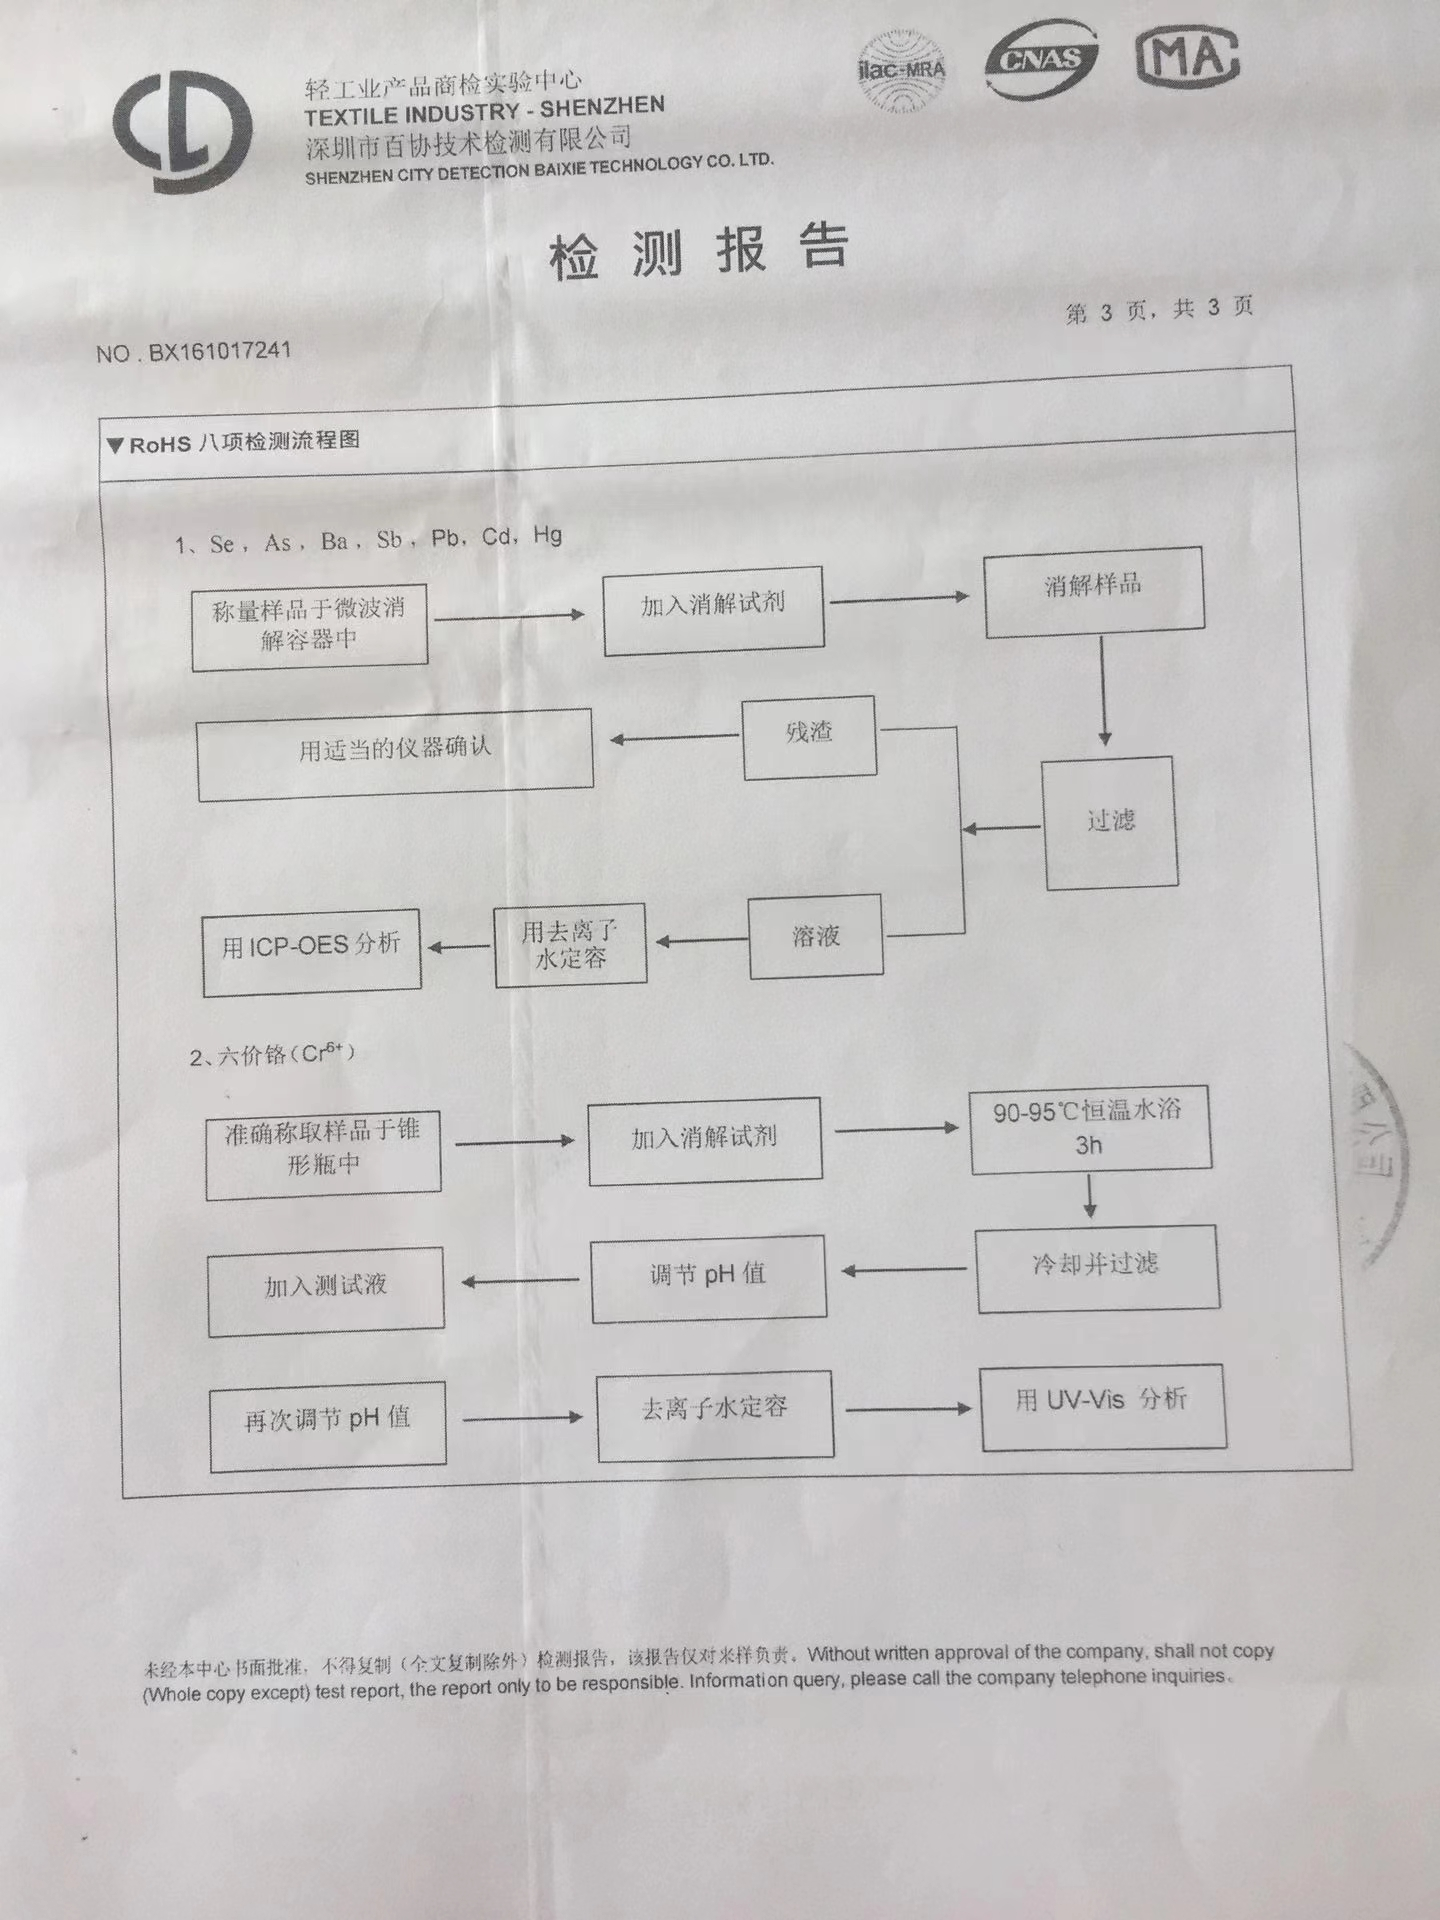 ilac-MRA
CNAS
MA
轻工业产品商检实验中心
TEXTILE INDUSTRY - SHENZHEN
深圳市百协技术检测有限公司
SHENZHEN CITY DETECTION BAIXIE TECHNOLOGY CO. LTD.
检测报告
第 3 页，共 3 页
NO . BX161017241
▼RoHS 八项检测流程图
1、Se，As，Ba，Sb，Pb，Cd，Hg
称量样品于微波消
解容器中
加入消解试剂
消解样品
用适当的仪器确认
残渣
过滤
用ICP-OES分析
用去离子
水定容
溶液
2、六价铬（Cr⁶⁺）
准确称取样品于锥
形瓶中
加入消解试剂
90-95℃恒温水浴
3h
加入测试液
调节 pH 值
冷却并过滤
再次调节 pH 值
去离子水定容
用 UV-Vis 分析
公司
未经本中心书面批准，不得复制（全文复制除外）检测报告，该报告仅对来样负责。Without written approval of the company, shall not copy
(Whole copy except) test report, the report only to be responsible. Information query, please call the company telephone inquiries.